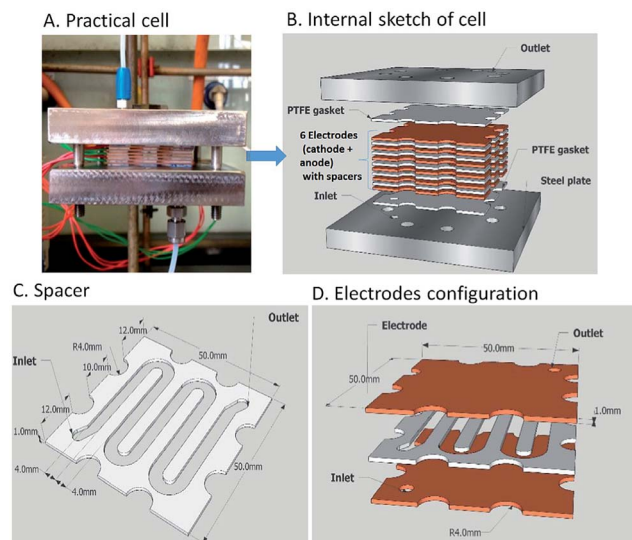 A. Practical cell
B. Internal sketch of cell
Outlet
PTFE gasket
6 Electrodes
(cathode +
anode)
with spacers
PTFE gasket
Steel plate
Inlet
C. Spacer
Outlet
12.0mm
R4.0mm
50.0mm
10.0mm
Inlet
12.0mm
1.0mm
50.0mm
4.0mm
4.0mm
D. Electrodes configuration
Electrode
Outlet
50.0mm
50.0mm
1.0mm
Inlet
R4.0mm